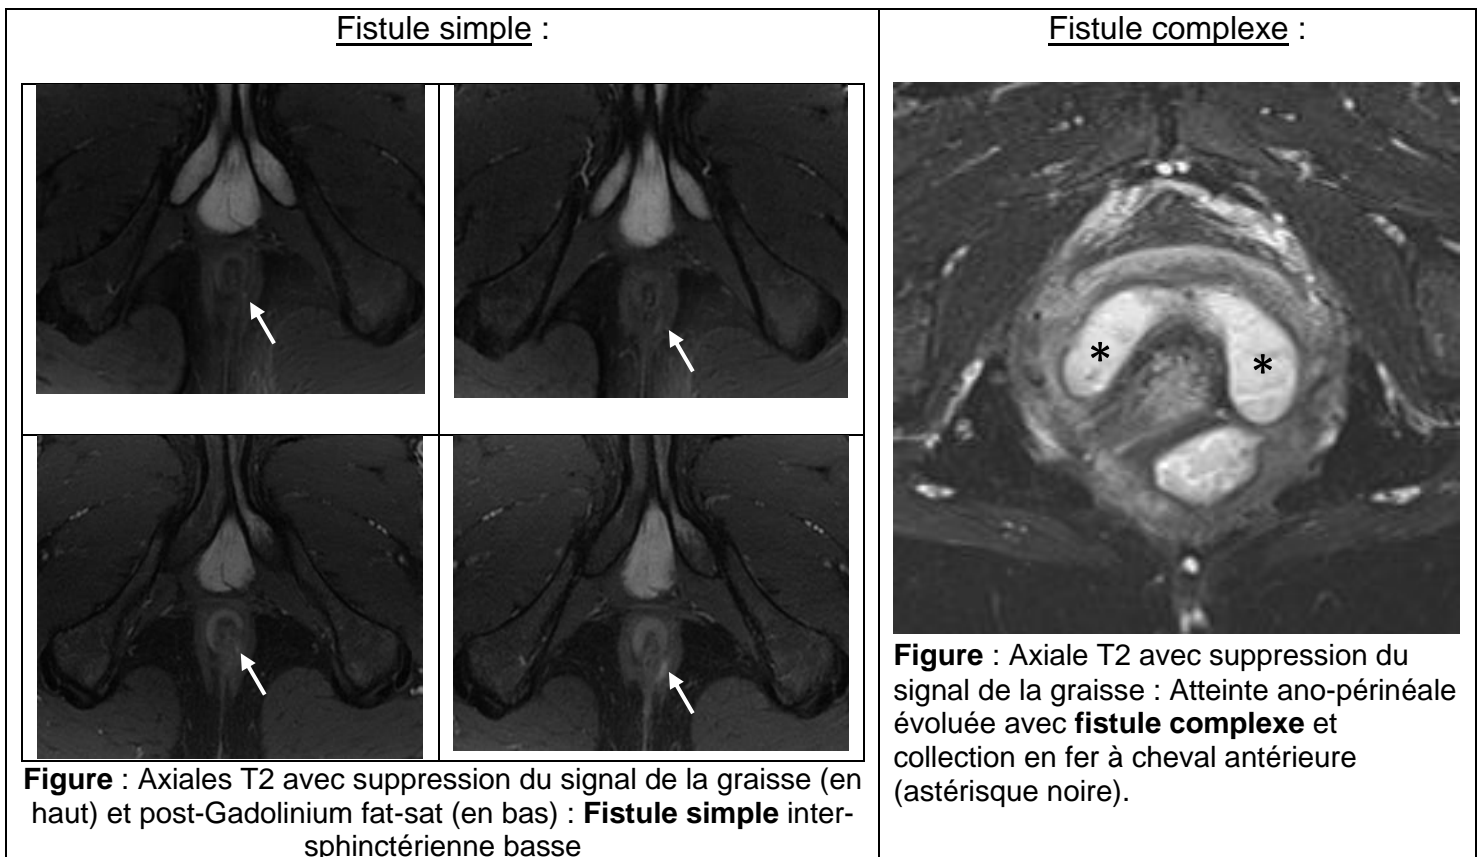 Fistule simple :
Figure : Axiales T2 avec suppression du signal de la graisse (en
haut) et post-Gadolinium fat-sat (en bas) : Fistule simple inter-
sphinctérienne basse
Fistule complexe :
*
*
Figure : Axiale T2 avec suppression du
signal de la graisse : Atteinte ano-périnéale
évoluée avec fistule complexe et
collection en fer à cheval antérieure
(astérisque noire).